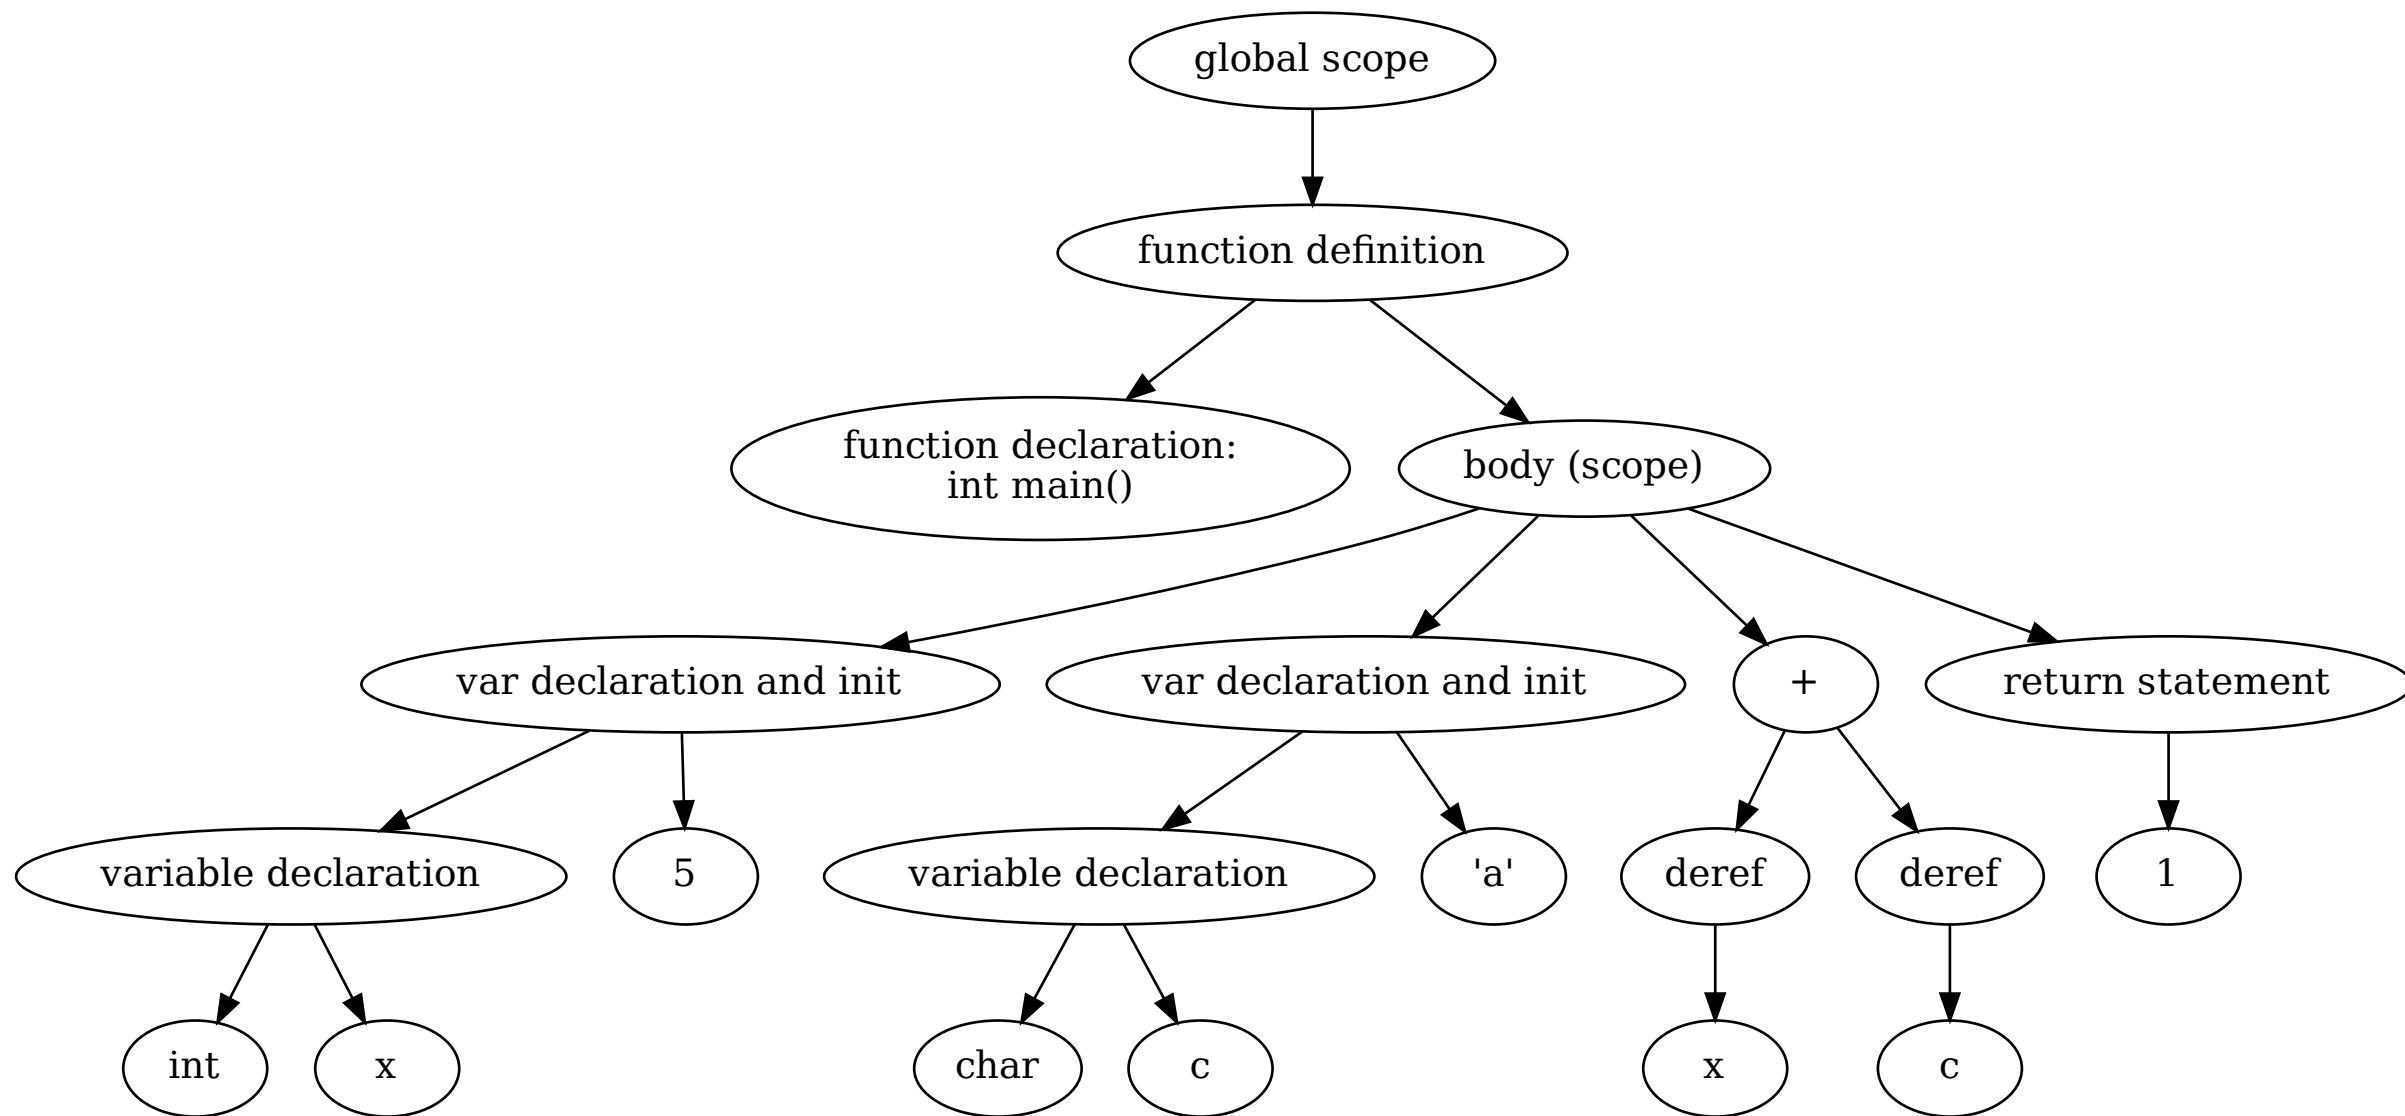 global scope
function definition
function declaration:
int main()
body (scope)
var declaration and init
var declaration and init
+
return statement
variable declaration
5
variable declaration
'a'
deref
deref
1
int
x
char
c
x
c